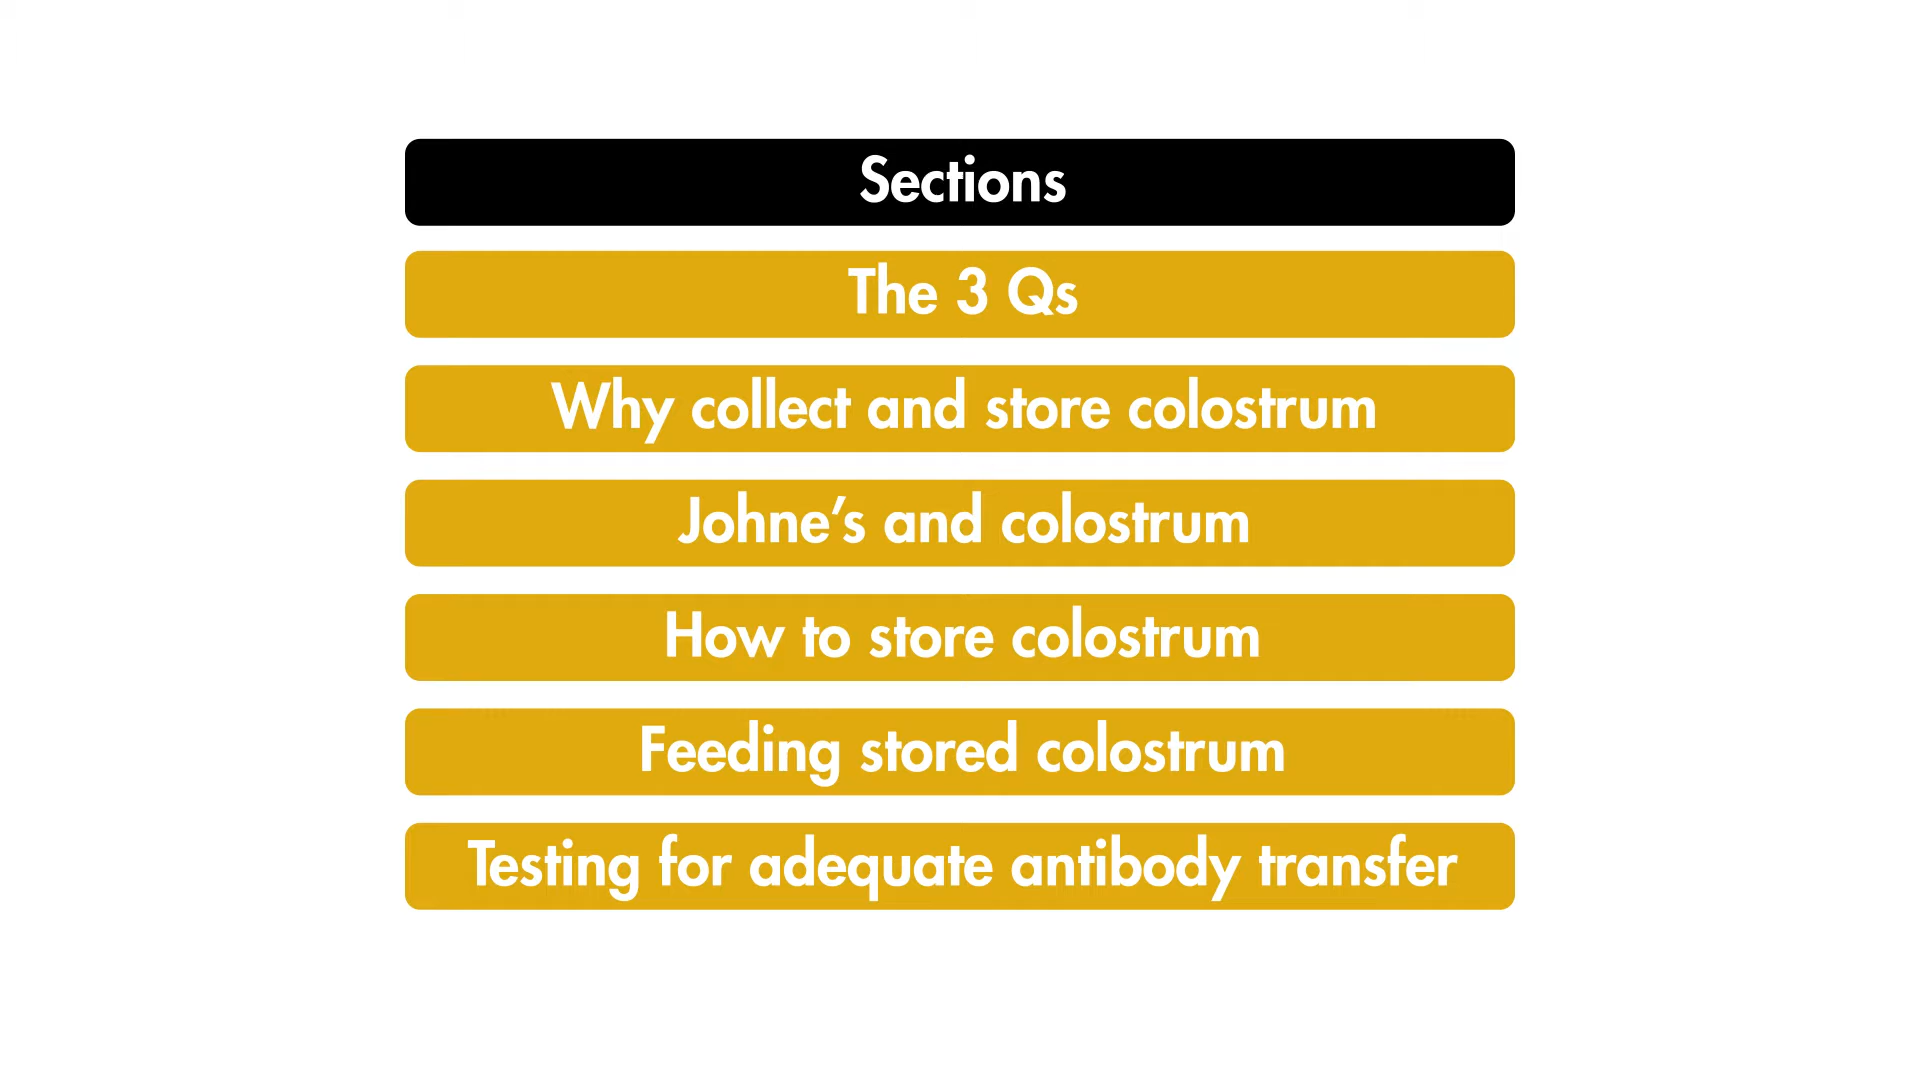 Sections
The 3 Qs
Why collect and store colostrum
Johne’s and colostrum
How to store colostrum
Feeding stored colostrum
Testing for adequate antibody transfer